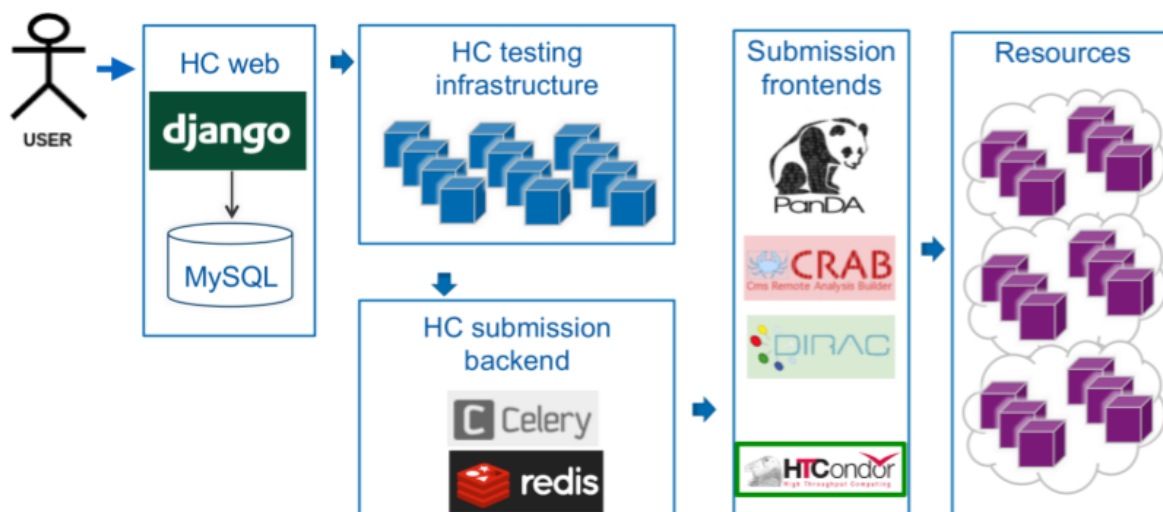 USER
HC web
django
MySQL
HC testing
infrastructure
HC submission
backend
C Celery
redis
Submission
frontends
PanDA
CRAB
Cms Remote Analysis Builder
DIRAC
HTCondor
High Throughput Computing
Resources